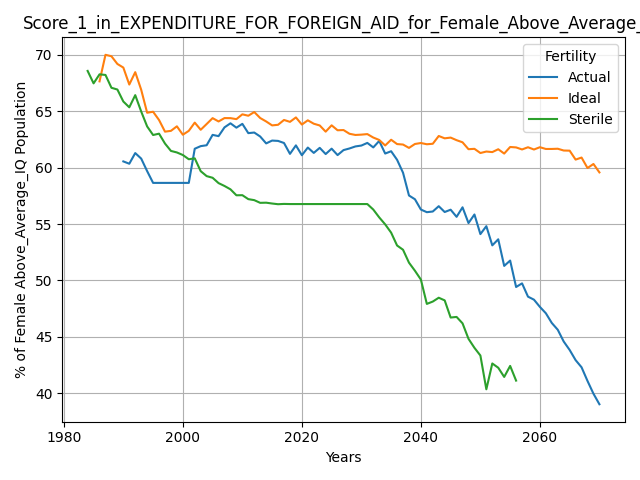 Score_1_in_EXPENDITURE_FOR_FOREIGN_AID_for_Female_Above_Average_
% of Female Above_Average_IQ Population
70
65
60
55
50
45
40
Fertility
Actual
Ideal
Sterile
1980
2000
2020
2040
2060
Years